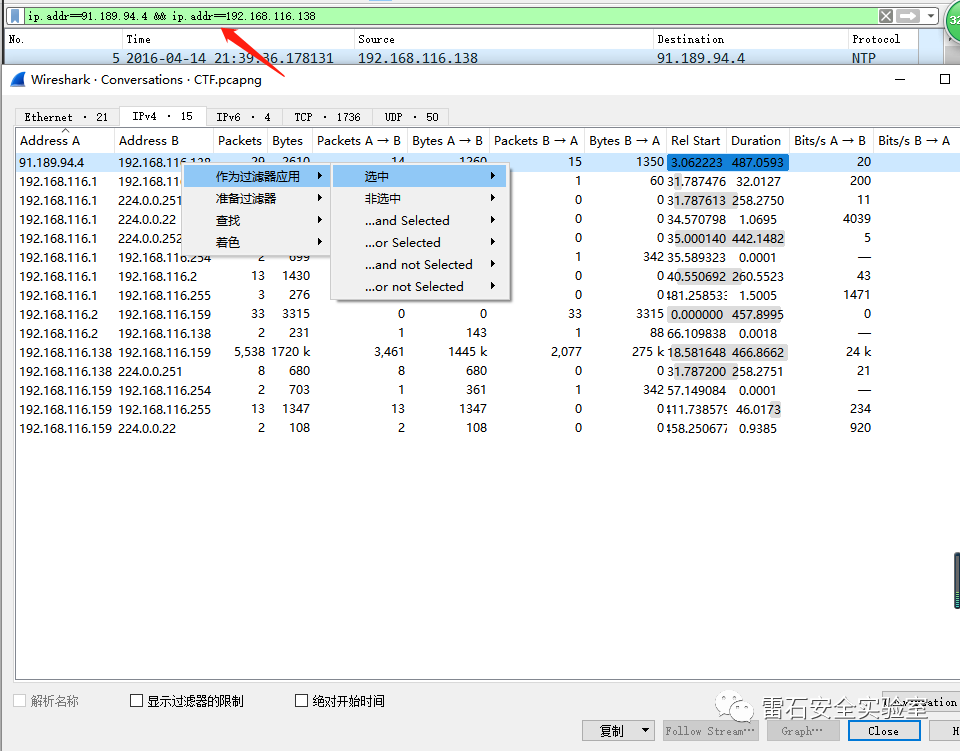 ip.addr==91.189.94.4 && ip.addr==192.168.116.138
32
No. Time Source Destination Protocol
5 2016-04-14 21:39:36.178131 192.168.116.138 91.189.94.4 NTP
Wireshark · Conversations · CTF.pcapng
Ethernet · 21 IPv4 · 15 IPv6 · 4 TCP · 1736 UDP · 50
Address A Address B Packets Bytes Packets A → B Bytes A → B Packets B → A Bytes B → A Rel Start Duration Bits/s A → B Bits/s B → A
91.189.94.4 192.168.116.138 29 2610 14 1260 15 1350 3.062223 487.0593 20
192.168.116.1 1 60 31.787476 32.0127 200
192.168.116.1 224.0.0.251 0 0 31.787613 258.2750 11
192.168.116.1 224.0.0.22 0 0 34.570798 1.0695 4039
192.168.116.1 224.0.0.252 0 0 35.000140 442.1482 5
192.168.116.1 192.168.116.254 2 699 1 342 35.589323 0.0001 —
192.168.116.1 192.168.116.2 13 1430 0 0 40.550692 260.5523 43
192.168.116.1 192.168.116.255 3 276 0 0 481.258533 1.5005 1471
192.168.116.2 192.168.116.159 33 3315 0 0 33 3315 0.000000 457.8995 0
192.168.116.2 192.168.116.138 2 231 1 143 1 88 66.109838 0.0018 —
192.168.116.138 192.168.116.159 5,538 1720 k 3,461 1445 k 2,077 275 k 18.581648 466.8662 24 k
192.168.116.138 224.0.0.251 8 680 8 680 0 0 31.787200 258.2751 21
192.168.116.159 192.168.116.254 2 703 1 361 1 342 57.149084 0.0001 —
192.168.116.159 192.168.116.255 13 1347 13 1347 0 0 411.738579 46.0173 234
192.168.116.159 224.0.0.22 2 108 2 108 0 0 458.250677 0.9385 920
作为过滤器应用
准备过滤器
查找
着色
选中
非选中
...and Selected
...or Selected
...and not Selected
...or not Selected
解析名称 显示过滤器的限制 绝对开始时间
雷石安全实验室
复制 Follow Stream… Graph… Close H